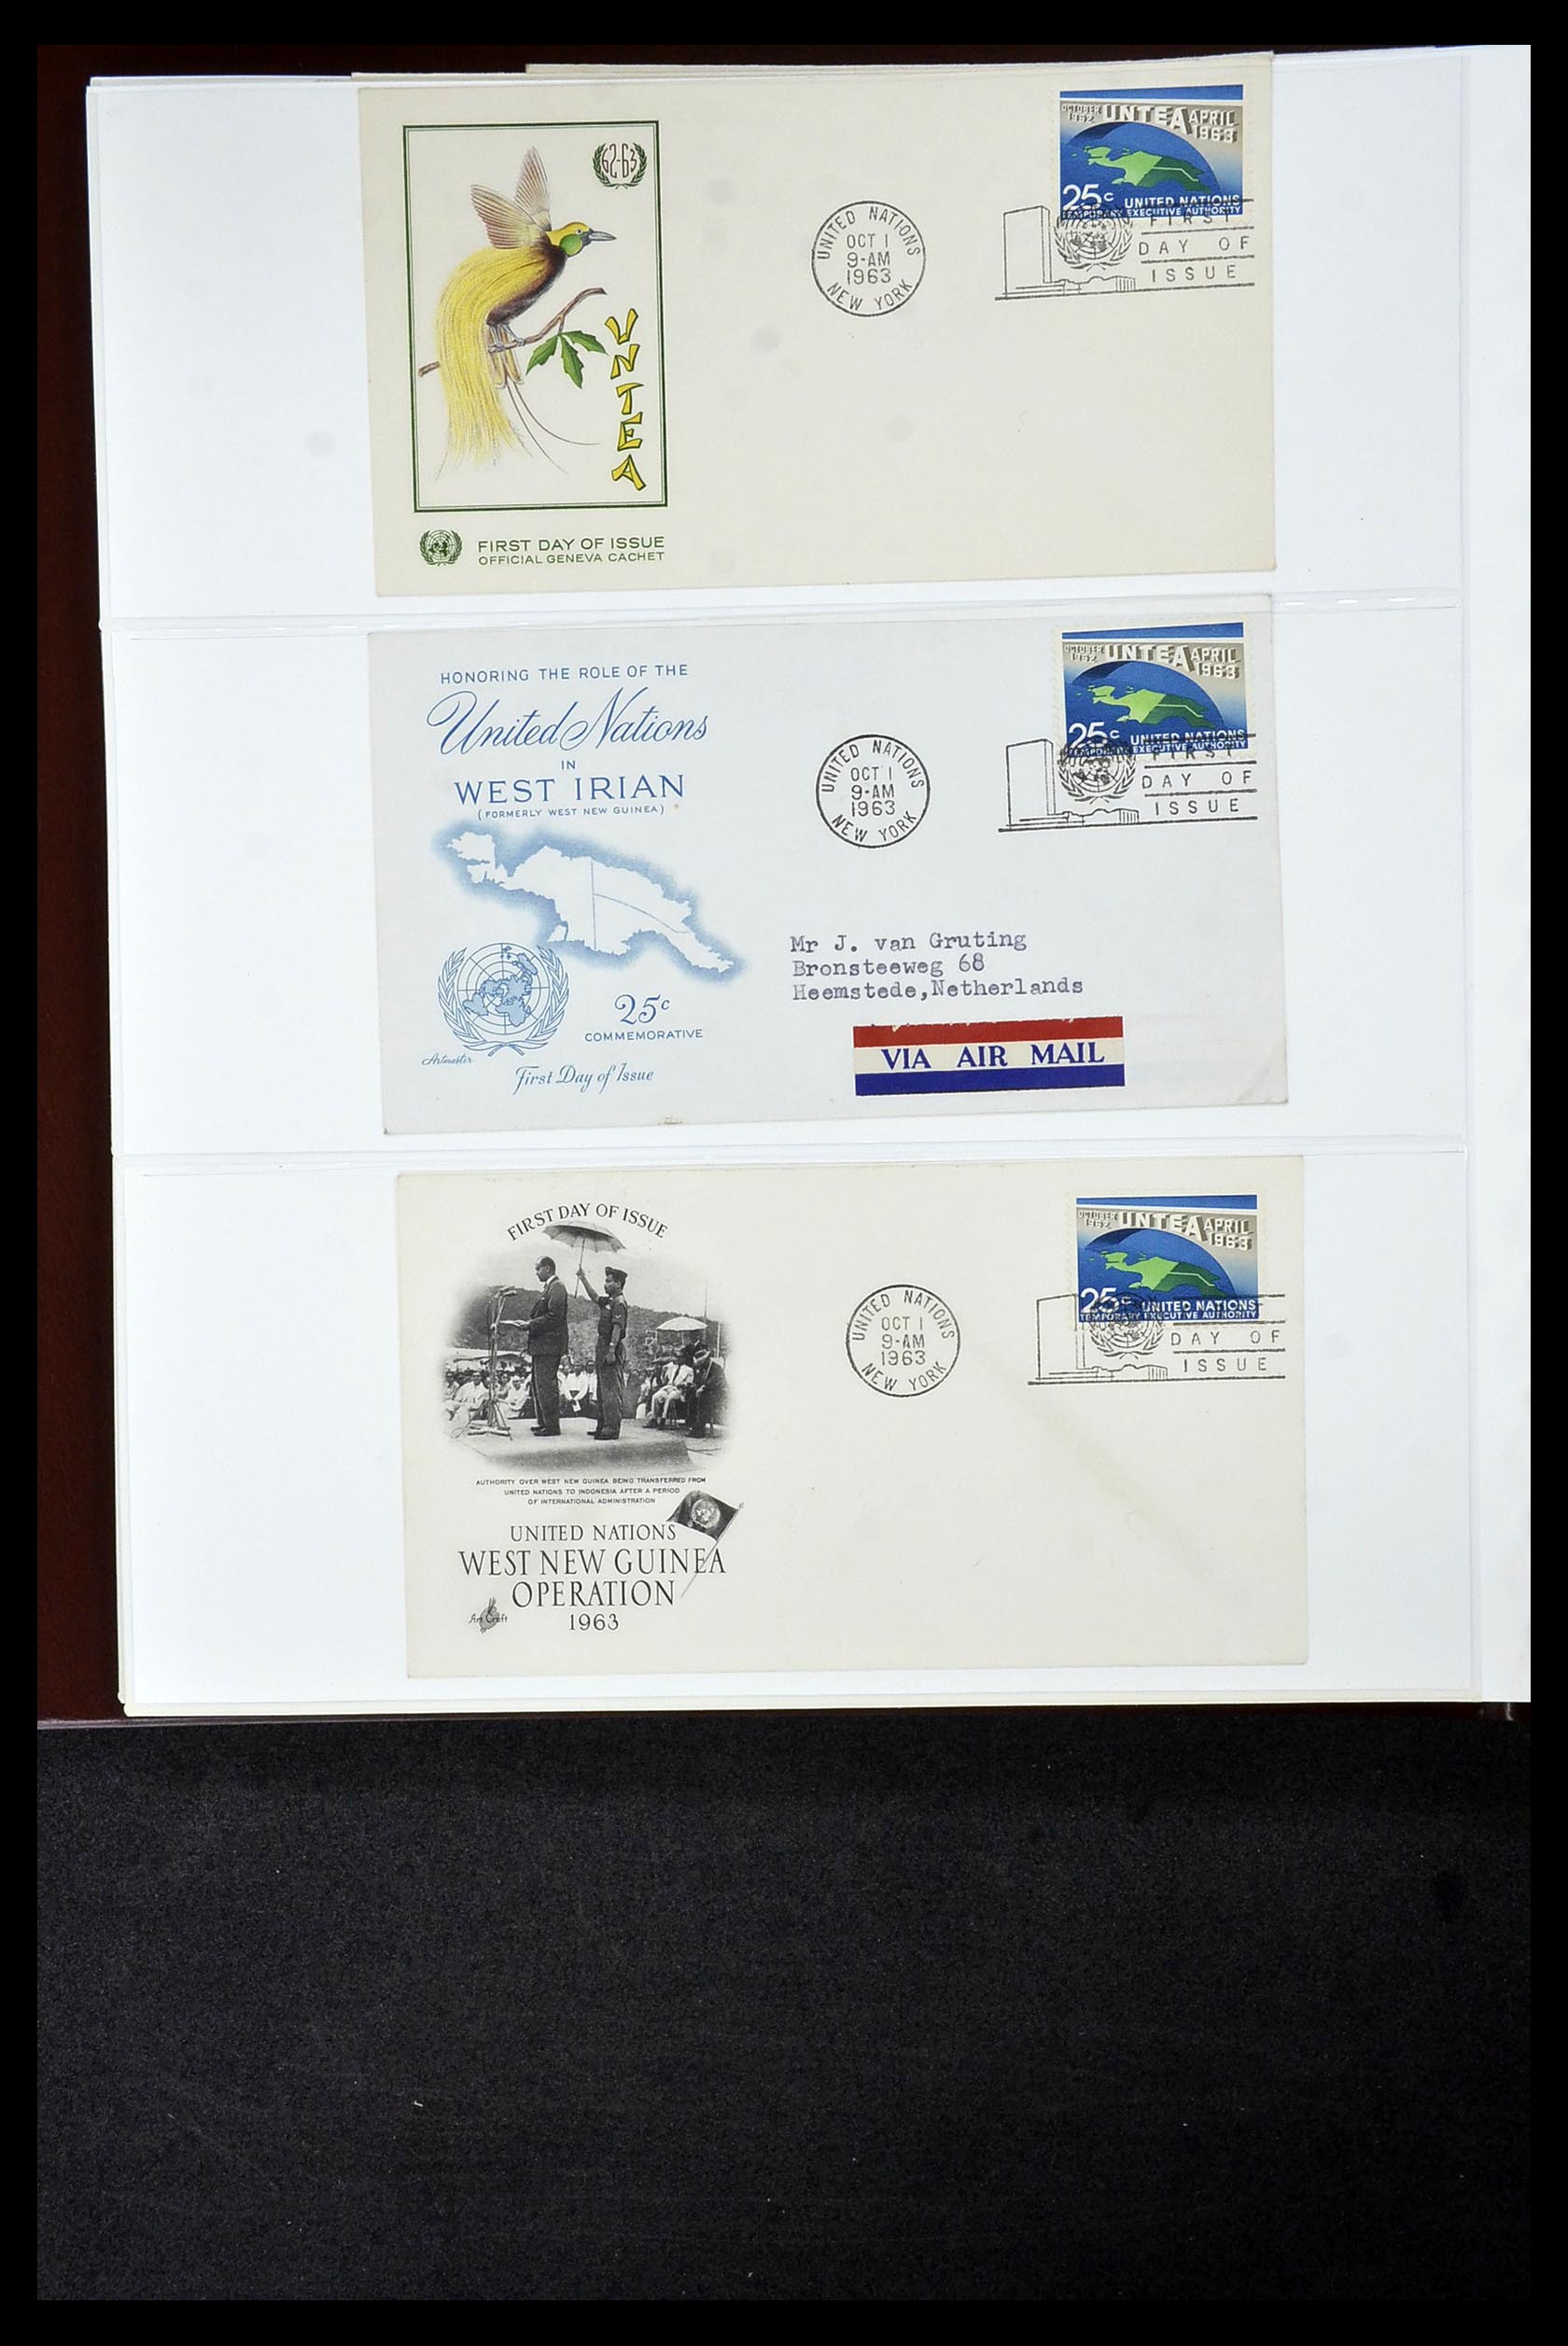 62-63
UNTEA
FIRST DAY OF ISSUE
OFFICIAL GENEVA CACHET
UNITED NATIONS
OCT 1
9-AM
1963
NEW YORK
OCTOBER 1962 UNTEA APRIL 1963
25c UNITED NATIONS
TEMPORARY EXECUTIVE AUTHORITY
FIRST
DAY OF
ISSUE
HONORING THE ROLE OF THE
United Nations
IN
WEST IRIAN
(FORMERLY WEST NEW GUINEA)
25c
COMMEMORATIVE
Artmaster
First Day of Issue
UNITED NATIONS
OCT 1
9-AM
1963
NEW YORK
OCTOBER 1962 UNTEA APRIL 1963
25c UNITED NATIONS
TEMPORARY EXECUTIVE AUTHORITY
FIRST
DAY OF
ISSUE
Mr J. van Gruting
Bronsteeweg 68
Heemstede,Netherlands
VIA AIR MAIL
FIRST DAY OF ISSUE
AUTHORITY OVER WEST NEW GUINEA BEING TRANSFERRED FROM
UNITED NATIONS TO INDONESIA AFTER A PERIOD
OF INTERNATIONAL ADMINISTRATION
UNITED NATIONS
WEST NEW GUINEA
OPERATION
1963
Art Craft
UNITED NATIONS
OCT 1
9-AM
1963
NEW YORK
OCTOBER 1962 UNTEA APRIL 1963
25c UNITED NATIONS
TEMPORARY EXECUTIVE AUTHORITY
DAY OF
ISSUE